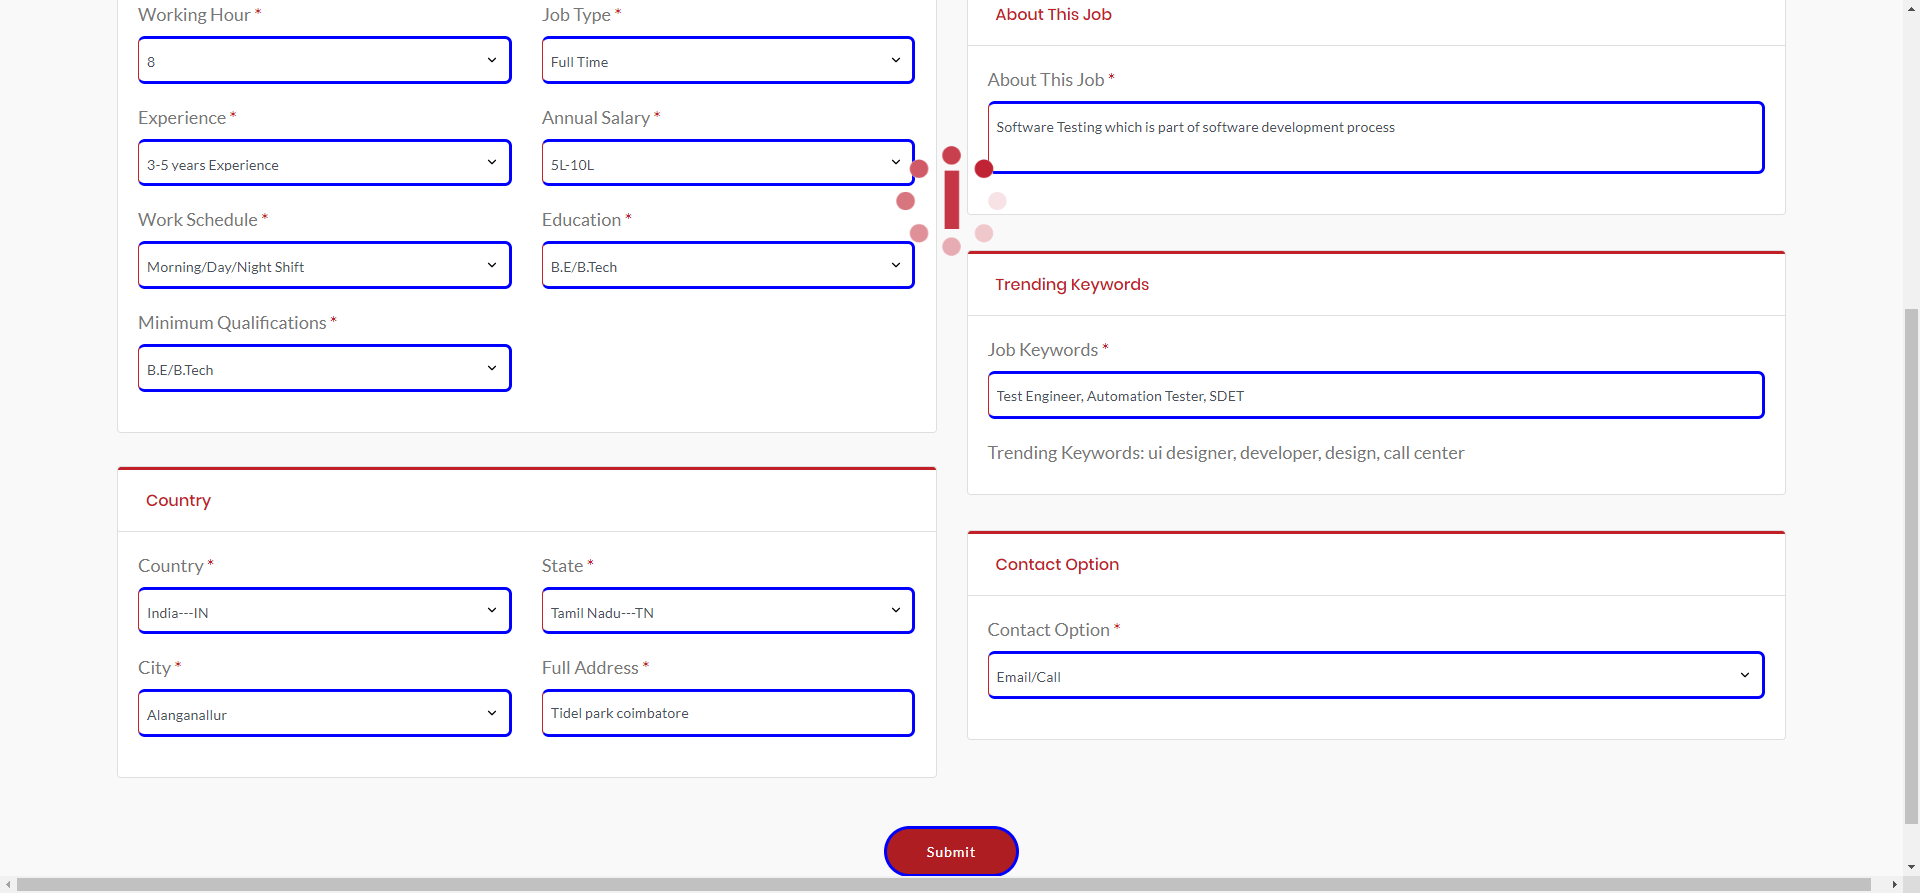 Working Hour *
8
Job Type *
Full Time
Experience *
3-5 years Experience
Annual Salary *
5L-10L
Work Schedule *
Morning/Day/Night Shift
Education *
B.E/B.Tech
Minimum Qualifications *
B.E/B.Tech
Country
Country *
India---IN
State *
Tamil Nadu---TN
City *
Alanganallur
Full Address *
Tidel park coimbatore
About This Job
About This Job *
Software Testing which is part of software development process
Trending Keywords
Job Keywords *
Test Engineer, Automation Tester, SDET
Trending Keywords: ui designer, developer, design, call center
Contact Option
Contact Option *
Email/Call
Submit